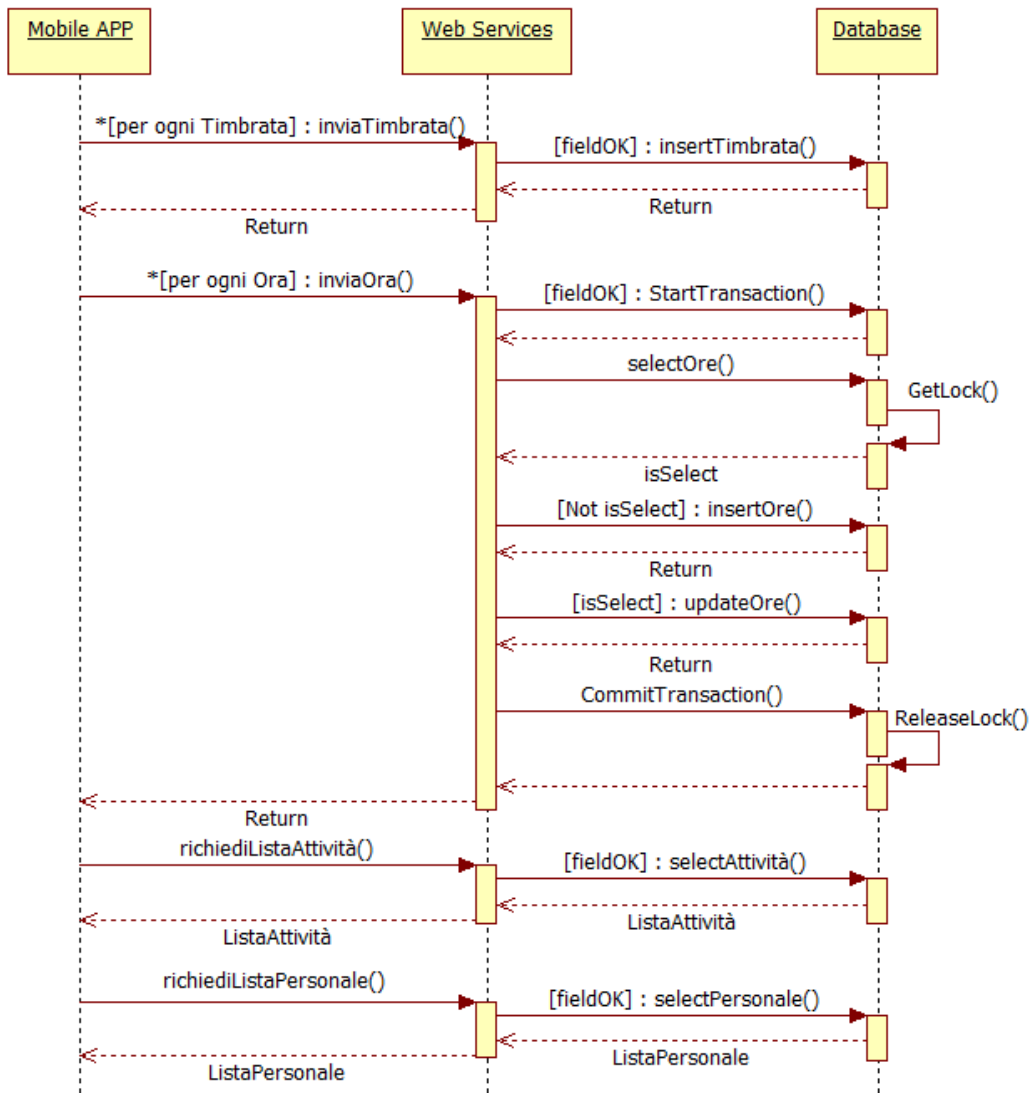 Mobile APP
Web Services
Database
*[per ogni Timbrata] : inviaTimbrata()
[fieldOK] : insertTimbrata()
Return
Return
*[per ogni Ora] : inviaOra()
[fieldOK] : StartTransaction()
selectOre()
GetLock()
isSelect
[Not isSelect] : insertOre()
Return
[isSelect] : updateOre()
Return
CommitTransaction()
ReleaseLock()
Return
richiediListaAttività()
[fieldOK] : selectAttività()
ListaAttività
ListaAttività
richiediListaPersonale()
[fieldOK] : selectPersonale()
ListaPersonale
ListaPersonale